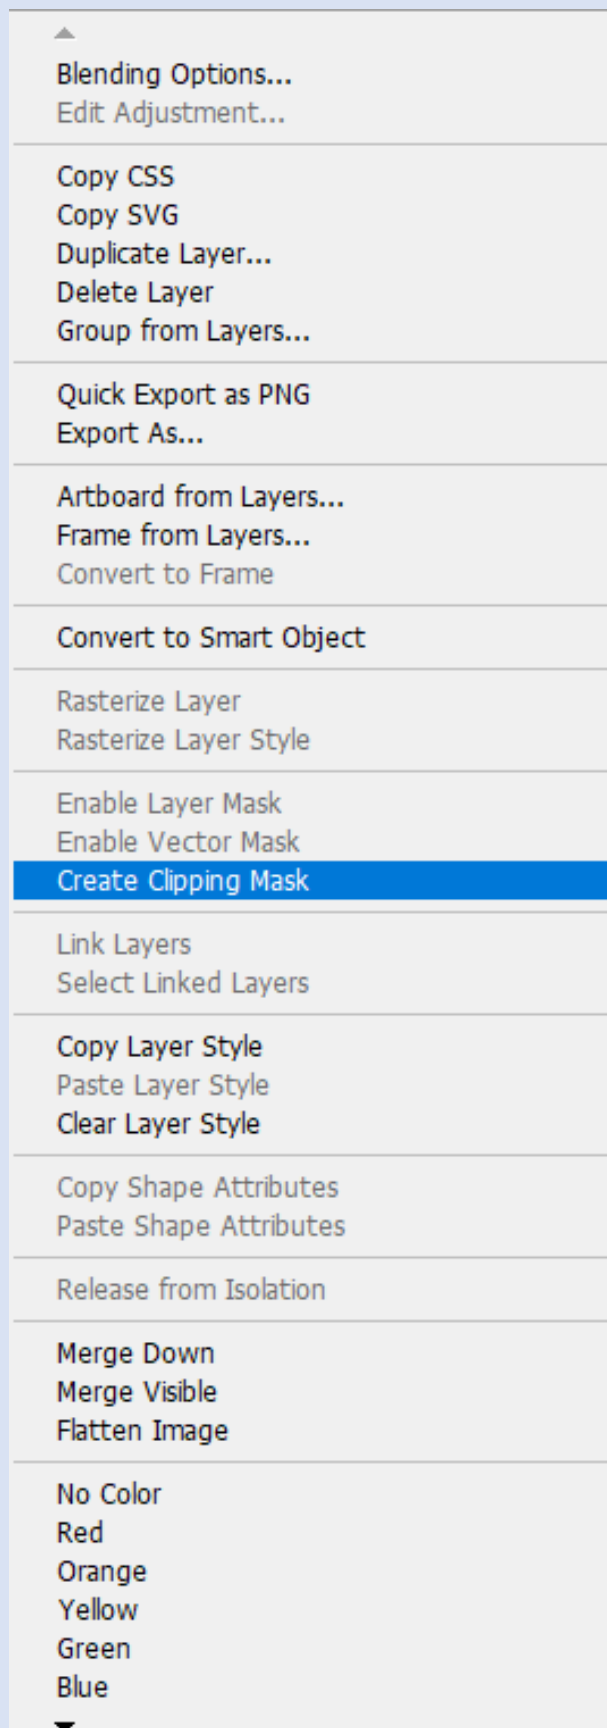 Blending Options...
Edit Adjustment...
Copy CSS
Copy SVG
Duplicate Layer...
Delete Layer
Group from Layers...
Quick Export as PNG
Export As...
Artboard from Layers...
Frame from Layers...
Convert to Frame
Convert to Smart Object
Rasterize Layer
Rasterize Layer Style
Enable Layer Mask
Enable Vector Mask
Create Clipping Mask
Link Layers
Select Linked Layers
Copy Layer Style
Paste Layer Style
Clear Layer Style
Copy Shape Attributes
Paste Shape Attributes
Release from Isolation
Merge Down
Merge Visible
Flatten Image
No Color
Red
Orange
Yellow
Green
Blue